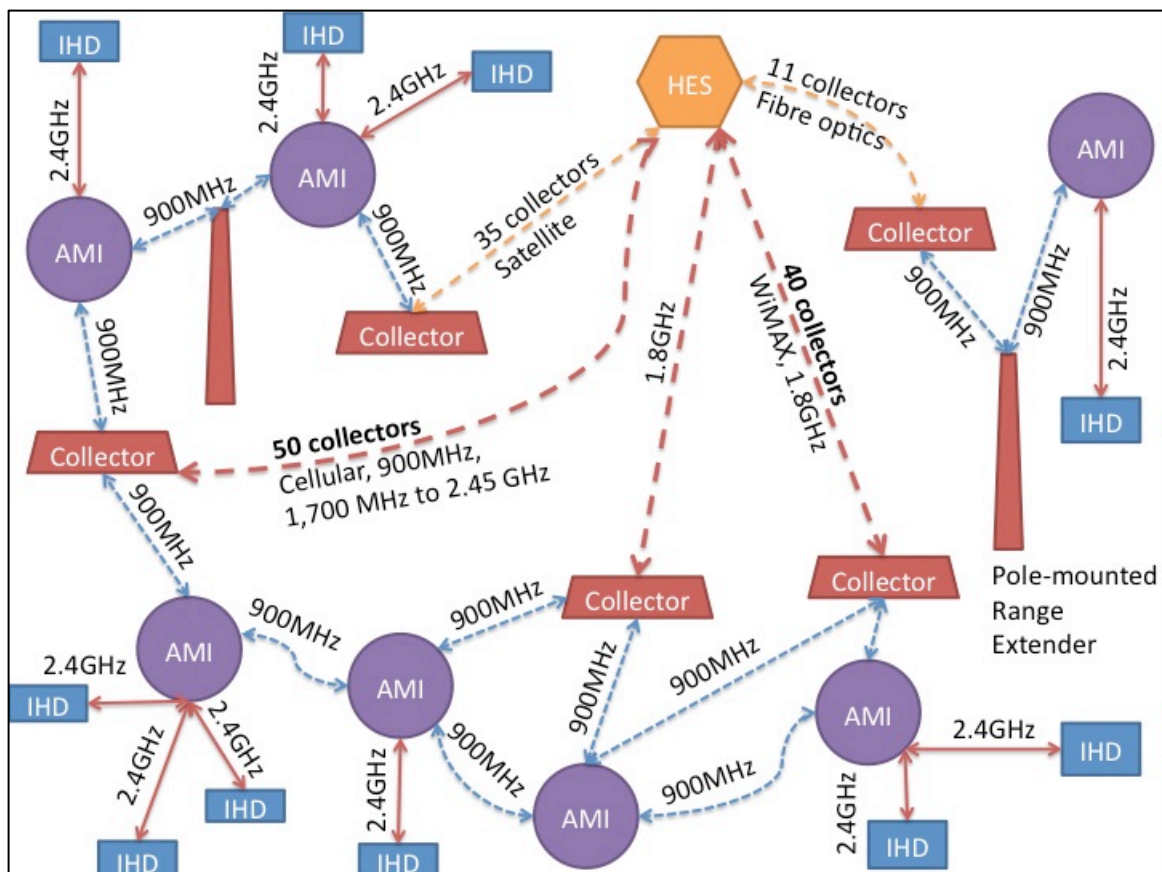 IHD
IHD
IHD
2.4GHz
2.4GHz
2.4GHz
HES
11 collectors
Fibre optics
AMI
AMI
AMI
900MHz
900MHz
35 collectors
Satellite
Collector
900MHz
900MHz
2.4GHz
Collector
900MHz
1.8GHz
40 collectors
WiMAX, 1.8GHz
IHD
Collector
50 collectors
Cellular, 900MHz,
1,700 MHz to 2.45 GHz
900MHz
Collector
Collector
Pole-mounted
Range
Extender
900MHz
900MHz
AMI
AMI
900MHz
900MHz
AMI
2.4GHz
IHD
2.4GHz
2.4GHz
2.4GHz
900MHz
900MHz
2.4GHz
IHD
2.4GHz
IHD
AMI
IHD
IHD
IHD